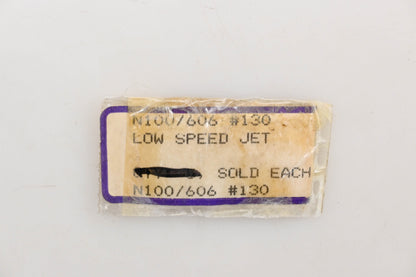 N100/606 #130
LOW SPEED JET
SOLD EACH
N100/606 #130